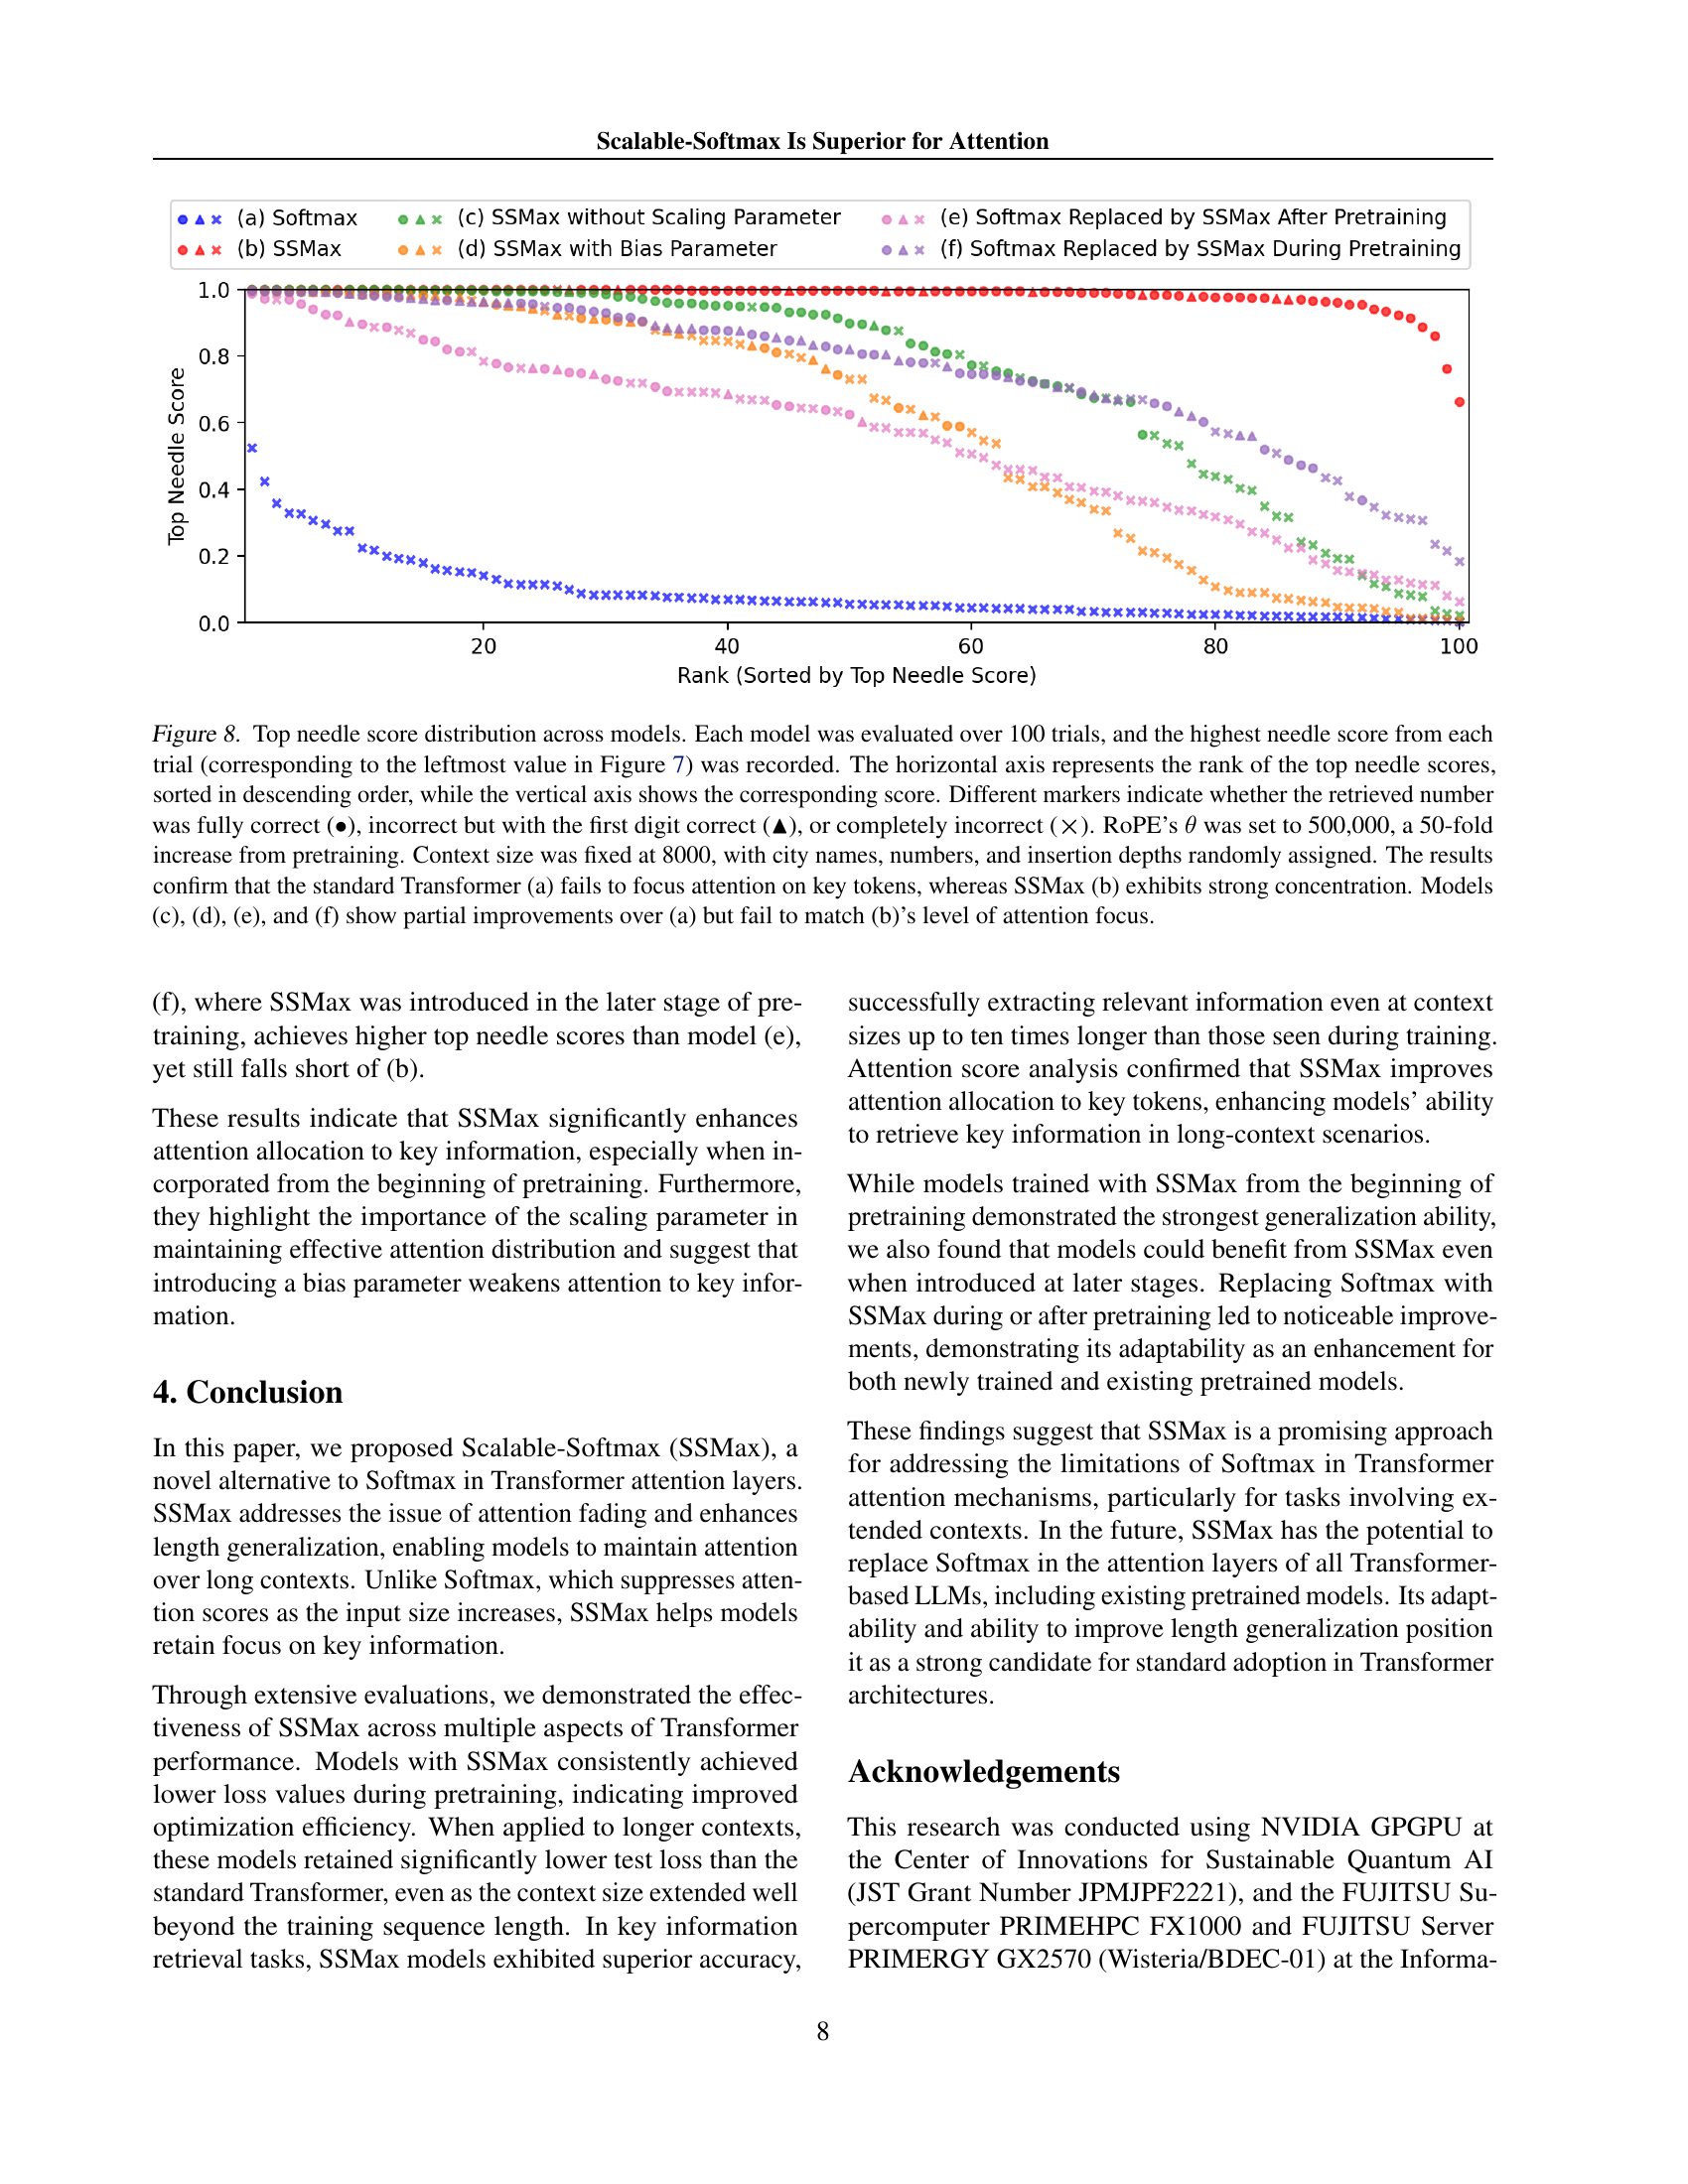 Scalable-Softmax Is Superior for Attention
(a) Softmax
(b) SSMax
(c) SSMax without Scaling Parameter
(d) SSMax with Bias Parameter
(e) Softmax Replaced by SSMax After Pretraining
(f) Softmax Replaced by SSMax During Pretraining
Top Needle Score
1.0
0.8
0.6
0.4
0.2
0.0
20 40 60 80 100
Rank (Sorted by Top Needle Score)
Figure 8. Top needle score distribution across models. Each model was evaluated over 100 trials, and the highest needle score from each
trial (corresponding to the leftmost value in Figure 7) was recorded. The horizontal axis represents the rank of the top needle scores,
sorted in descending order, while the vertical axis shows the corresponding score. Different markers indicate whether the retrieved number
was fully correct (●), incorrect but with the first digit correct (▲), or completely incorrect (×). RoPE's θ was set to 500,000, a 50-fold
increase from pretraining. Context size was fixed at 8000, with city names, numbers, and insertion depths randomly assigned. The results
confirm that the standard Transformer (a) fails to focus attention on key tokens, whereas SSMax (b) exhibits strong concentration. Models
(c), (d), (e), and (f) show partial improvements over (a) but fail to match (b)'s level of attention focus.
(f), where SSMax was introduced in the later stage of pre-
training, achieves higher top needle scores than model (e),
yet still falls short of (b).
These results indicate that SSMax significantly enhances
attention allocation to key information, especially when in-
corporated from the beginning of pretraining. Furthermore,
they highlight the importance of the scaling parameter in
maintaining effective attention distribution and suggest that
introducing a bias parameter weakens attention to key infor-
mation.
4. Conclusion
In this paper, we proposed Scalable-Softmax (SSMax), a
novel alternative to Softmax in Transformer attention layers.
SSMax addresses the issue of attention fading and enhances
length generalization, enabling models to maintain attention
over long contexts. Unlike Softmax, which suppresses atten-
tion scores as the input size increases, SSMax helps models
retain focus on key information.
Through extensive evaluations, we demonstrated the effec-
tiveness of SSMax across multiple aspects of Transformer
performance. Models with SSMax consistently achieved
lower loss values during pretraining, indicating improved
optimization efficiency. When applied to longer contexts,
these models retained significantly lower test loss than the
standard Transformer, even as the context size extended well
beyond the training sequence length. In key information
retrieval tasks, SSMax models exhibited superior accuracy,
successfully extracting relevant information even at context
sizes up to ten times longer than those seen during training.
Attention score analysis confirmed that SSMax improves
attention allocation to key tokens, enhancing models' ability
to retrieve key information in long-context scenarios.
While models trained with SSMax from the beginning of
pretraining demonstrated the strongest generalization ability,
we also found that models could benefit from SSMax even
when introduced at later stages. Replacing Softmax with
SSMax during or after pretraining led to noticeable improve-
ments, demonstrating its adaptability as an enhancement for
both newly trained and existing pretrained models.
These findings suggest that SSMax is a promising approach
for addressing the limitations of Softmax in Transformer
attention mechanisms, particularly for tasks involving ex-
tended contexts. In the future, SSMax has the potential to
replace Softmax in the attention layers of all Transformer-
based LLMs, including existing pretrained models. Its adapt-
ability and ability to improve length generalization position
it as a strong candidate for standard adoption in Transformer
architectures.
Acknowledgements
This research was conducted using NVIDIA GPGPU at
the Center of Innovations for Sustainable Quantum AI
(JST Grant Number JPMJPF2221), and the FUJITSU Su-
percomputer PRIMEHPC FX1000 and FUJITSU Server
PRIMERGY GX2570 (Wisteria/BDEC-01) at the Informa-
8